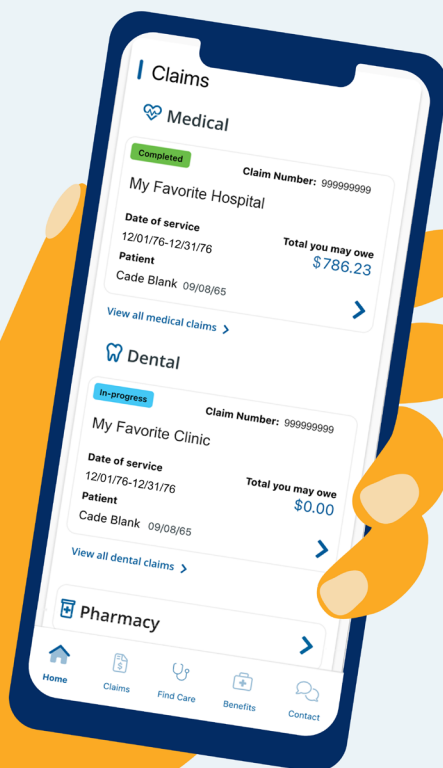 Claims
Medical
Completed
Claim Number: 999999999
My Favorite Hospital
Date of service
12/01/76-12/31/76
Total you may owe
$786.23
Patient
Cade Blank 09/08/65
View all medical claims
Dental
In-progress
Claim Number: 999999999
My Favorite Clinic
Date of service
12/01/76-12/31/76
Total you may owe
$0.00
Patient
Cade Blank 09/08/65
View all dental claims
Pharmacy
Home
Claims
Find Care
Benefits
Contact